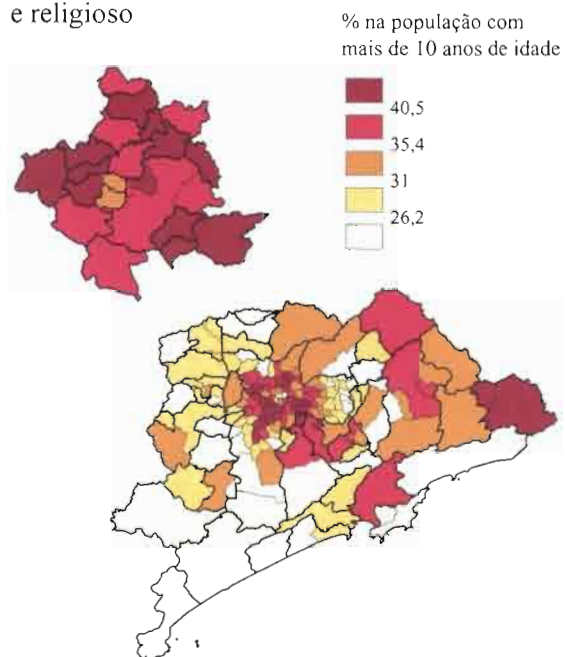 e religioso
% na população com
mais de 10 anos de idade
40,5
35,4
31
26,2